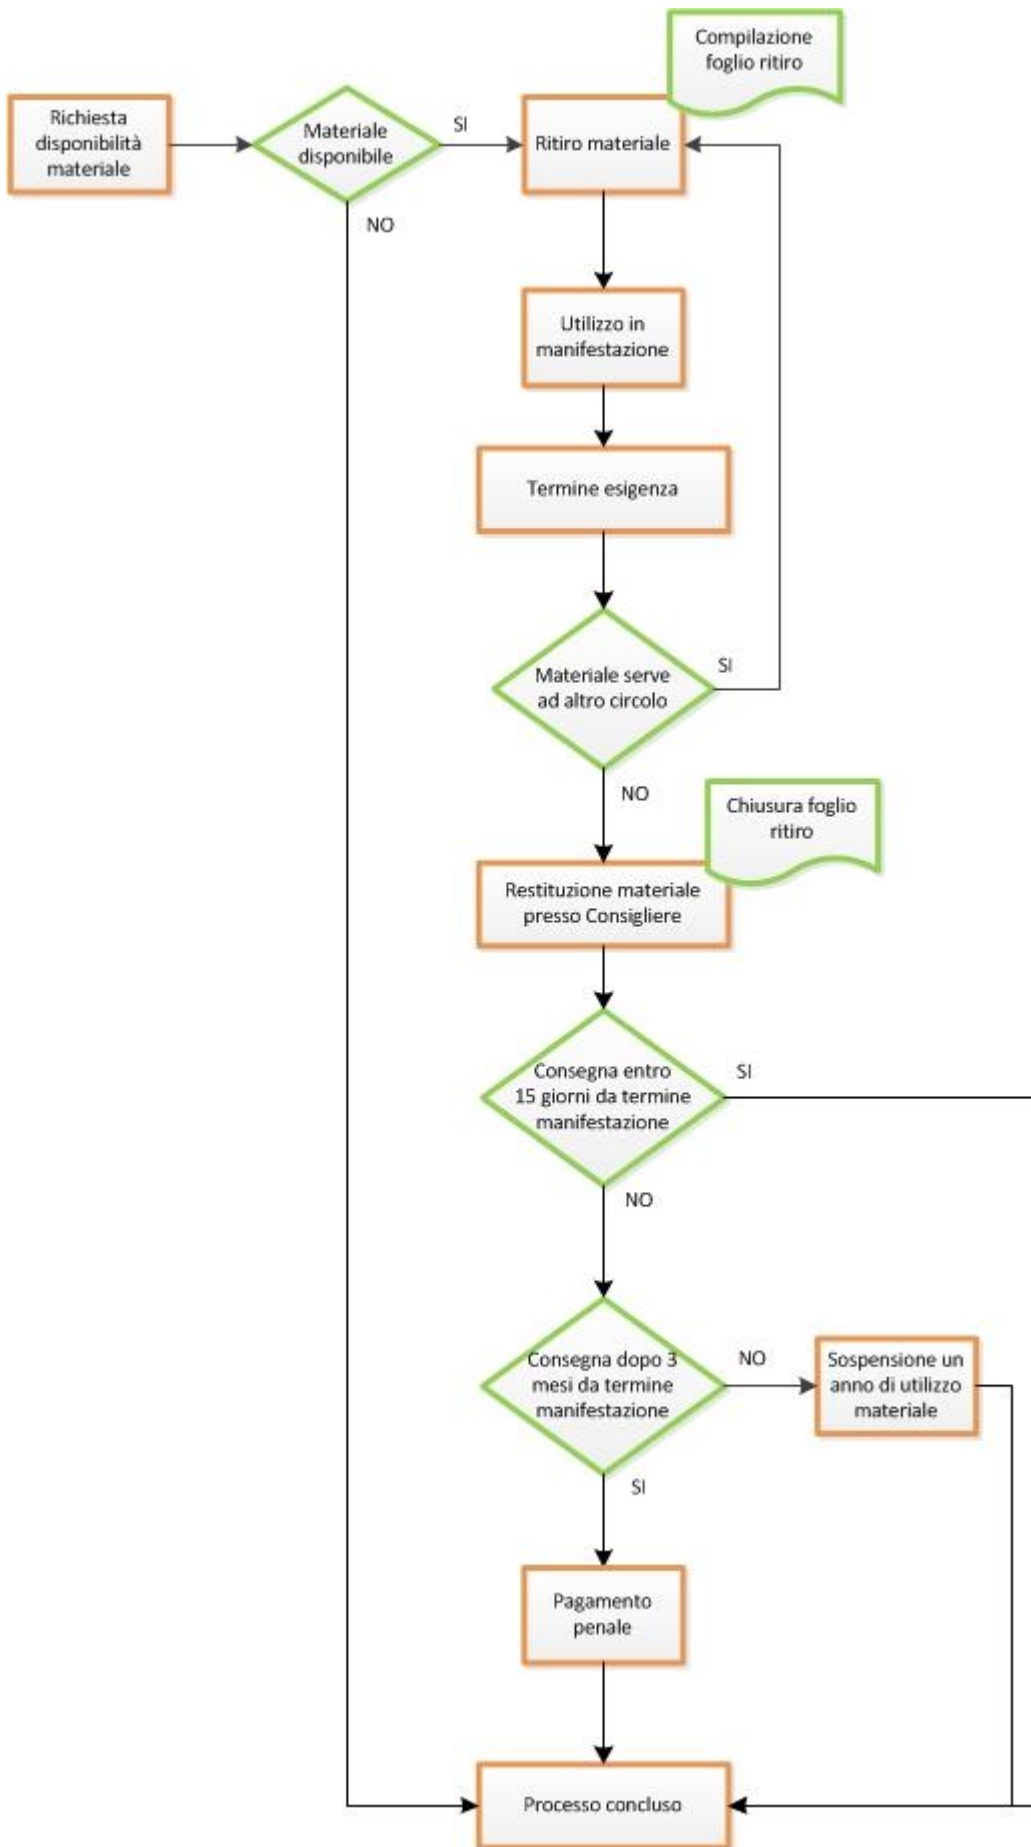 Compilazione
foglio ritiro
Richiesta
disponibilità
materiale
Materiale
disponibile
SI
NO
Ritiro materiale
Utilizzo in
manifestazione
Termine esigenza
Materiale serve
ad altro circolo
SI
NO
Chiusura foglio
ritiro
Restituzione materiale
presso Consigliere
Consegna entro
15 giorni da termine
manifestazione
SI
NO
Consegna dopo 3
mesi da termine
manifestazione
NO
Sospensione un
anno di utilizzo
materiale
SI
Pagamento
penale
Processo concluso